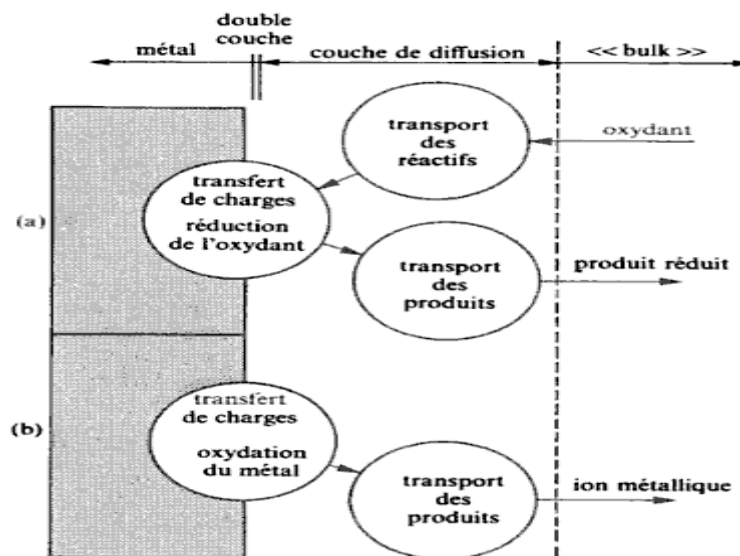 double
couche
métal
couche de diffusion
<< bulk >>
transport
des
réactifs
oxydant
(a)
transfert
de charges
réduction
de l'oxydant
transport
des
produits
produit réduit
(b)
transfert
de charges
oxydation
du métal
transport
des
produits
ion métallique